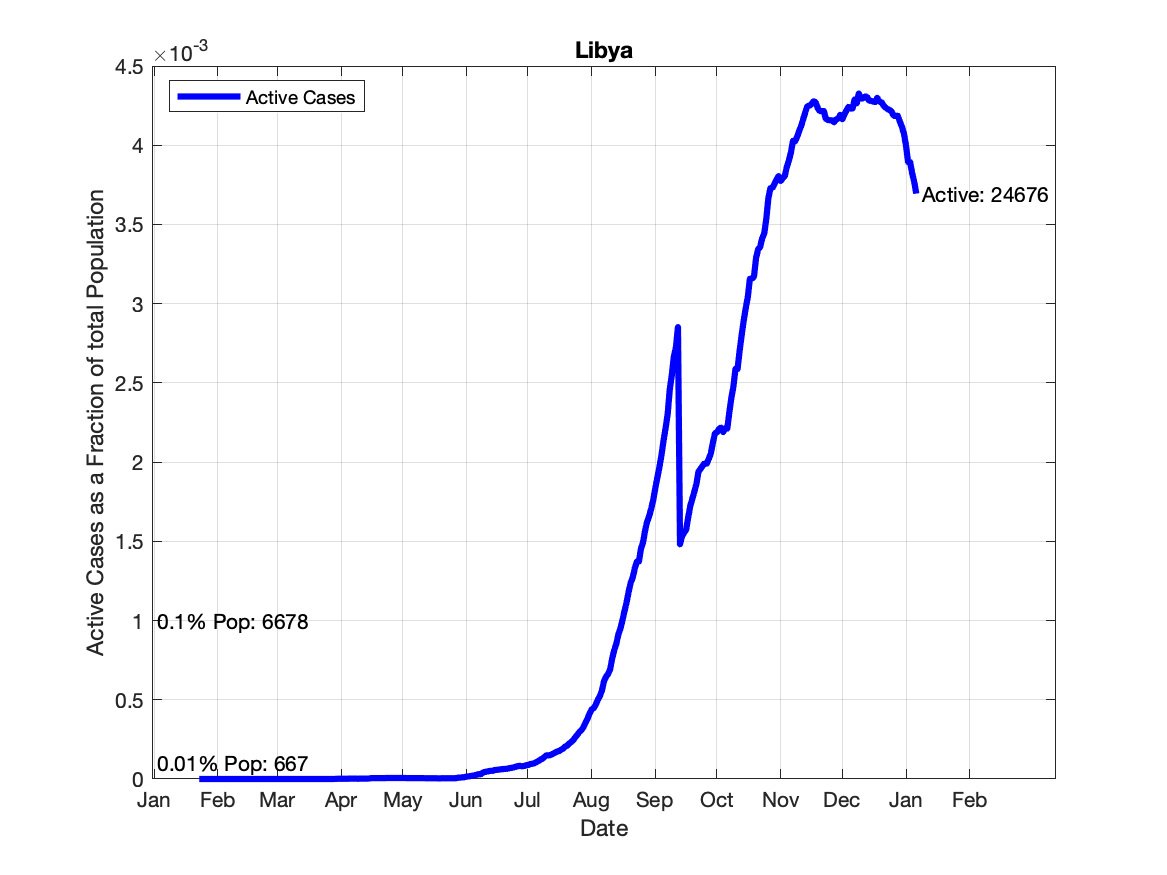 Libya
×10-3
4.5
4
3.5
3
2.5
2
1.5
1
0.5
0
Active Cases as a Fraction of total Population
Active Cases
Active: 24676
0.1% Pop: 6678
0.01% Pop: 667
Jan Feb Mar Apr May Jun Jul Aug Sep Oct Nov Dec Jan Feb
Date